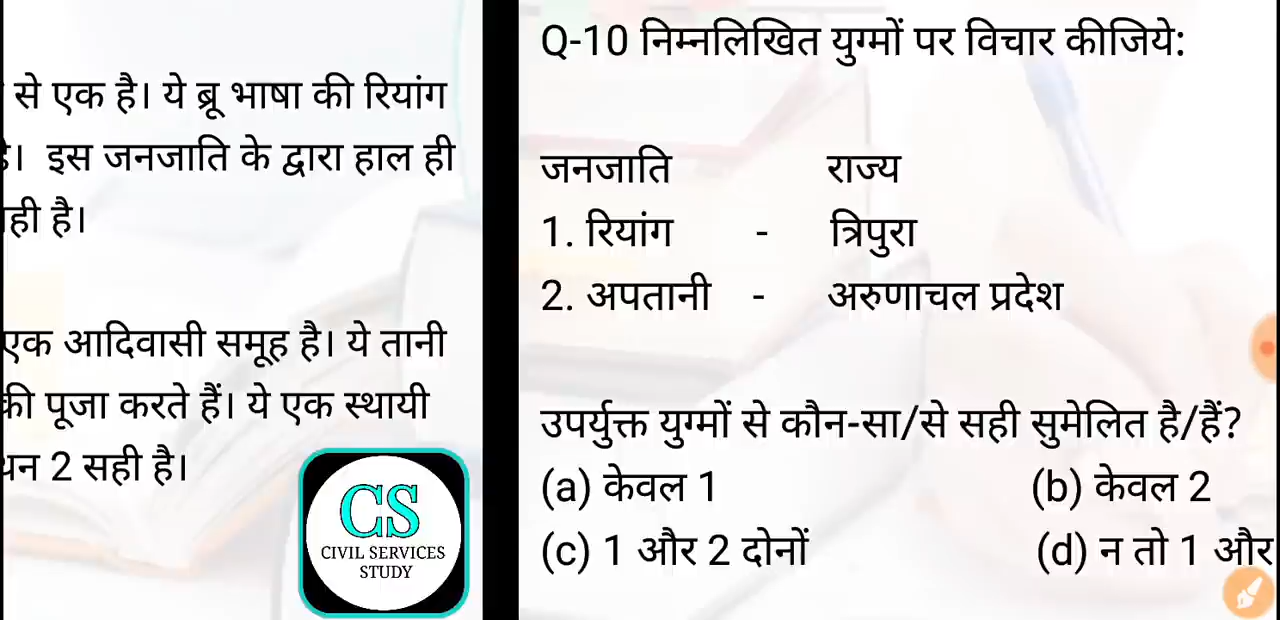 से एक है। ये ब्रू भाषा की रियांग
इस जनजाति के द्वारा हाल ही
है।
एक आदिवासी समूह है। ये तानी
की पूजा करते हैं। ये एक स्थायी
2 सही है।
CS
CIVIL SERVICES
STUDY
Q-10 निम्नलिखित युग्मों पर विचार कीजिये:
जनजाति राज्य
1. रियांग - त्रिपुरा
2. अपतानी - अरुणाचल प्रदेश
उपर्युक्त युग्मों से कौन-सा/से सही सुमेलित है/हैं?
(a) केवल 1 (b) केवल 2
(c) 1 और 2 दोनों (d) न तो 1 और